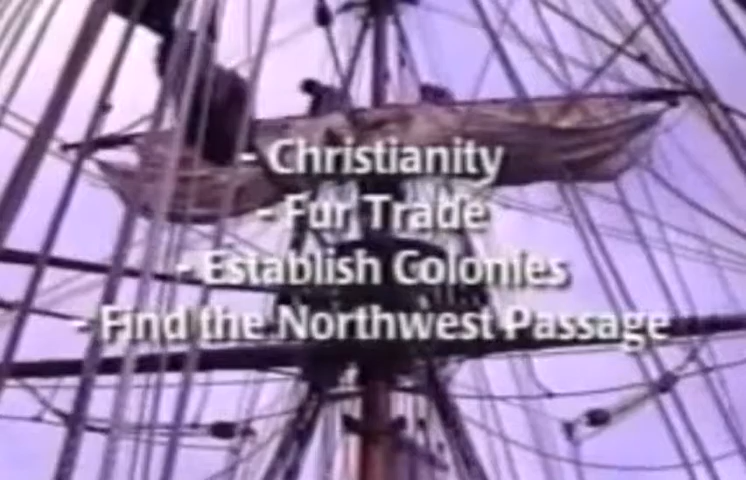 - Christianity
- Fur Trade
- Establish Colonies
- Find the Northwest Passage